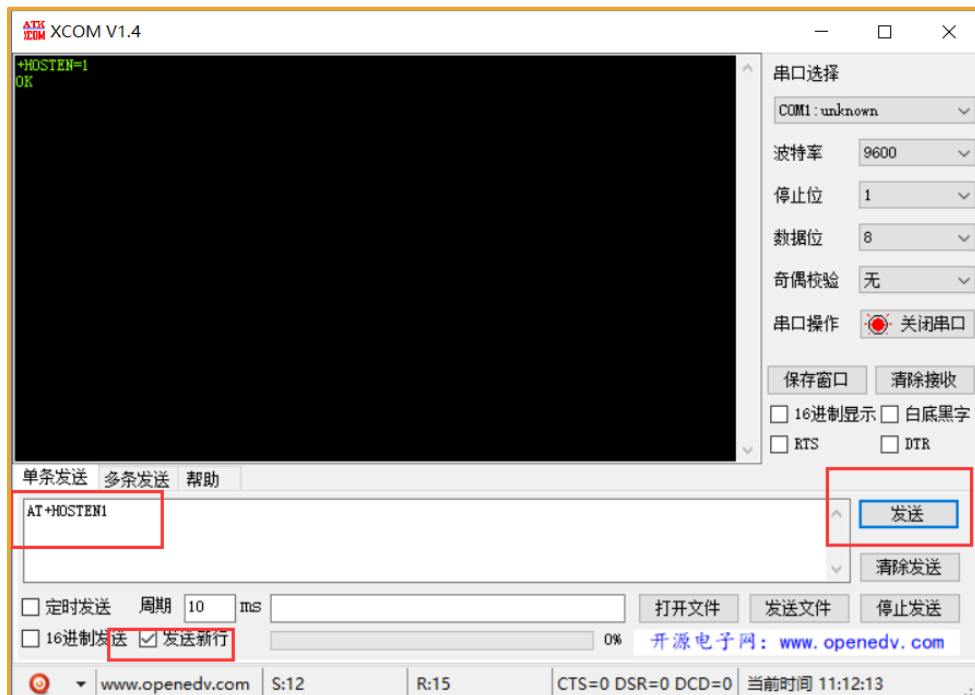 ATK XCOM XCOM V1.4
+HOSTEN=1
OK
串口选择
COM1:unknown
波特率 9600
停止位 1
数据位 8
奇偶校验 无
串口操作 关闭串口
保存窗口 清除接收
16进制显示 白底黑字
RTS DTR
单条发送 多条发送 帮助
AT+HOSTEN1
发送
清除发送
定时发送 周期 10 ms 打开文件 发送文件 停止发送
16进制发送 发送新行 0% 开源电子网：www.openedv.com
www.openedv.com S:12 R:15 CTS=0 DSR=0 DCD=0 当前时间 11:12:13